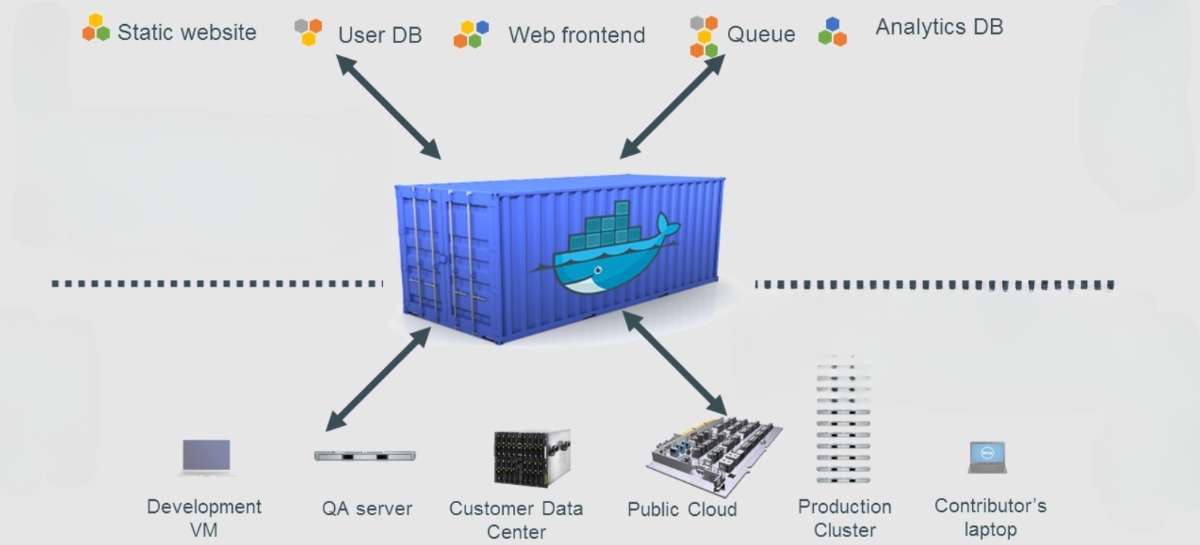 Static website
User DB
Web frontend
Queue
Analytics DB
Development
VM
QA server
Customer Data
Center
Public Cloud
Production
Cluster
Contributor’s
laptop